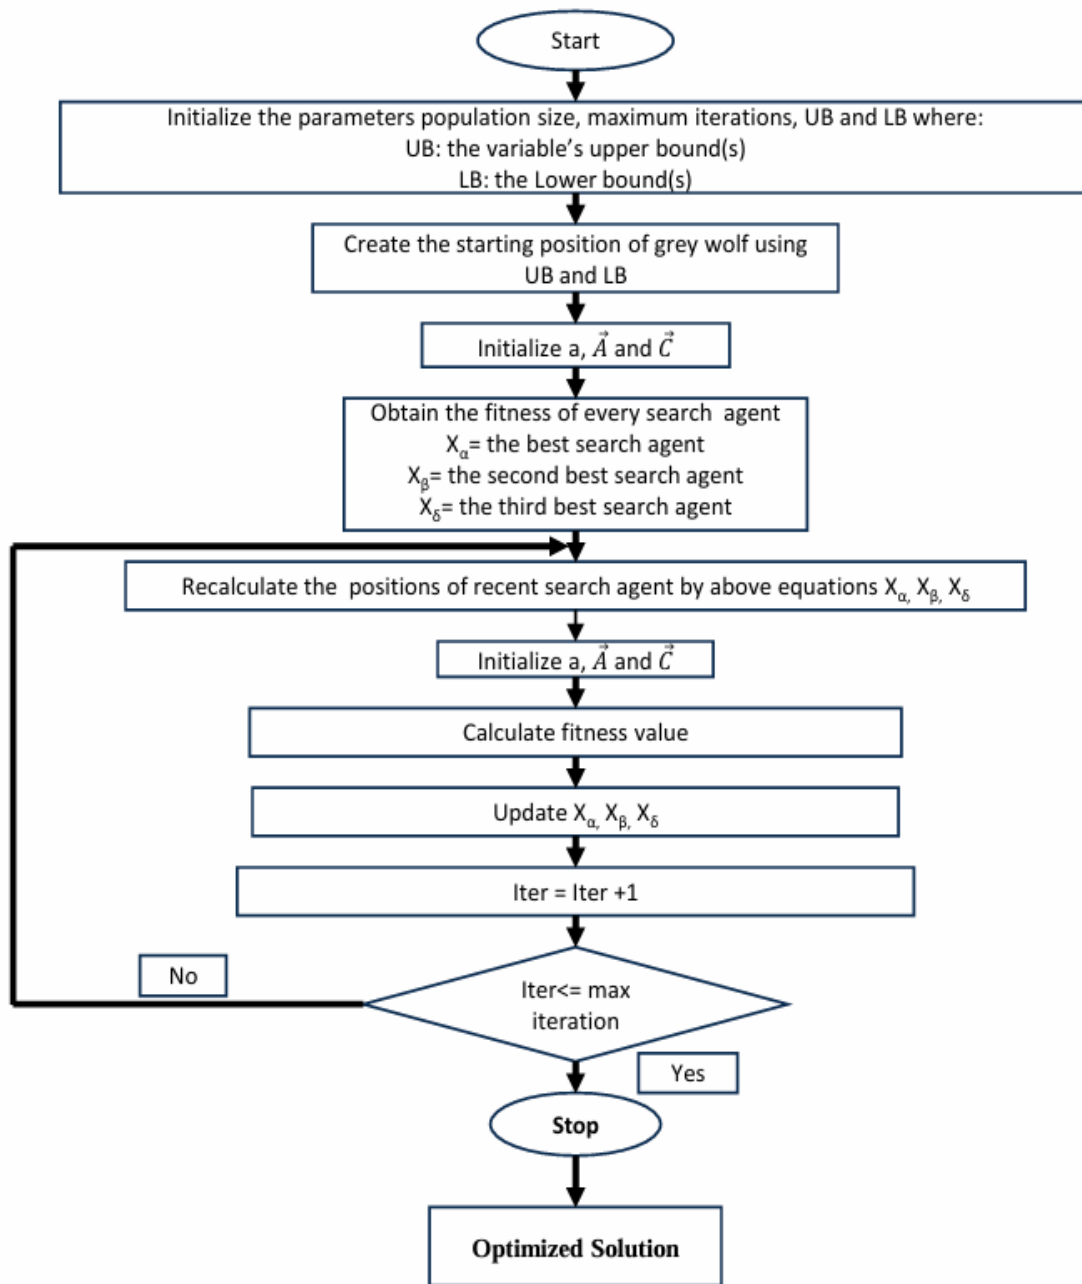 Start
Initialize the parameters population size, maximum iterations, UB and LB where:
UB: the variable’s upper bound(s)
LB: the Lower bound(s)
Create the starting position of grey wolf using
UB and LB
Initialize a, A⃗ and C⃗
Obtain the fitness of every search agent
Xα= the best search agent
Xβ= the second best search agent
Xδ= the third best search agent
Recalculate the positions of recent search agent by above equations Xα, Xβ, Xδ
Initialize a, A⃗ and C⃗
Calculate fitness value
Update Xα, Xβ, Xδ
Iter = Iter +1
No
Iter<= max
iteration
Yes
Stop
Optimized Solution